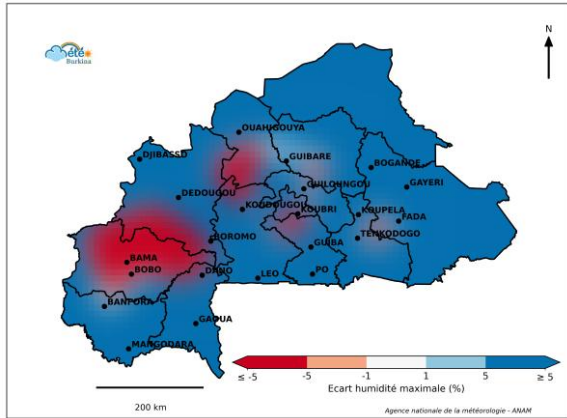 Météo
Burkina
N
OUAHIGOUYA
DJIBASSO
GUIBARE
BOGANDE
GAYERI
DEDOUGOU
GUILOUNGOU
KOUDOUGOU
KOUBRI
KOUPELA
FADA
BOROMO
TENKODOGO
GUIBA
BAMA
BOBO
DANO
LEO
PO
BANFORA
GAOUA
MANGODARA
≤ -5
-5
-1
1
5
≥ 5
Ecart humidité maximale (%)
200 km
Agence nationale de la météorologie - ANAM